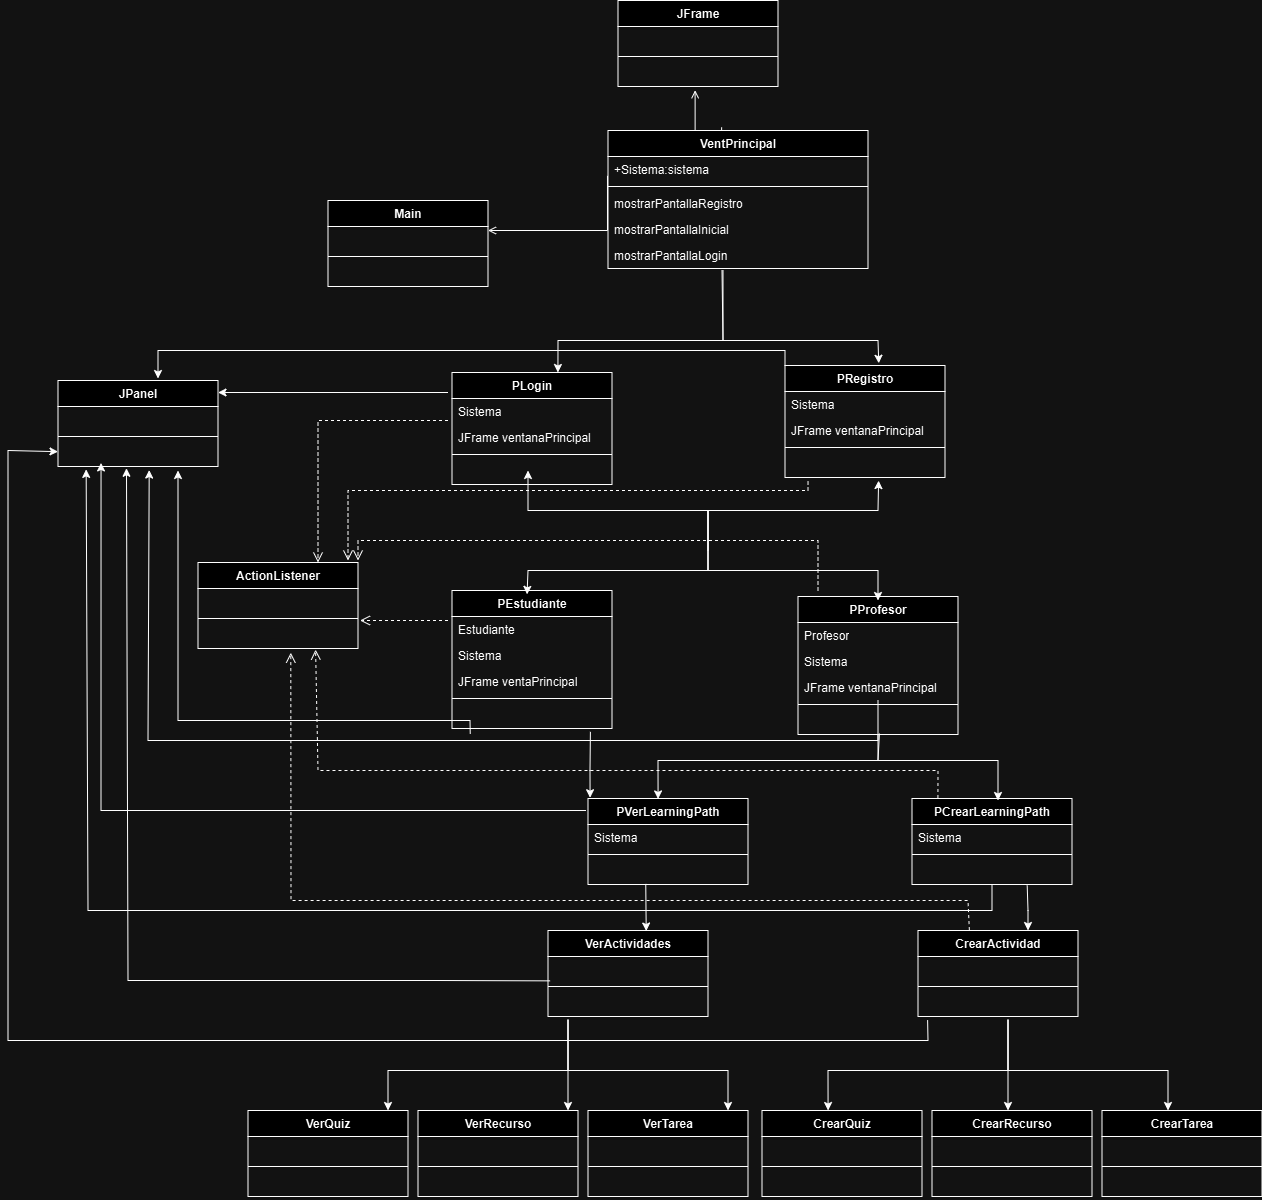 JFrame
VentPrincipal
+Sistema:sistema
mostrarPantallaRegistro
mostrarPantallaInicial
mostrarPantallaLogin
Main
JPanel
PLogin
Sistema
JFrame ventanaPrincipal
PRegistro
Sistema
JFrame ventanaPrincipal
ActionListener
PEstudiante
Estudiante
Sistema
JFrame ventaPrincipal
PProfesor
Profesor
Sistema
JFrame ventanaPrincipal
PVerLearningPath
Sistema
PCrearLearningPath
Sistema
VerActividades
CrearActividad
VerQuiz
VerRecurso
VerTarea
CrearQuiz
CrearRecurso
CrearTarea